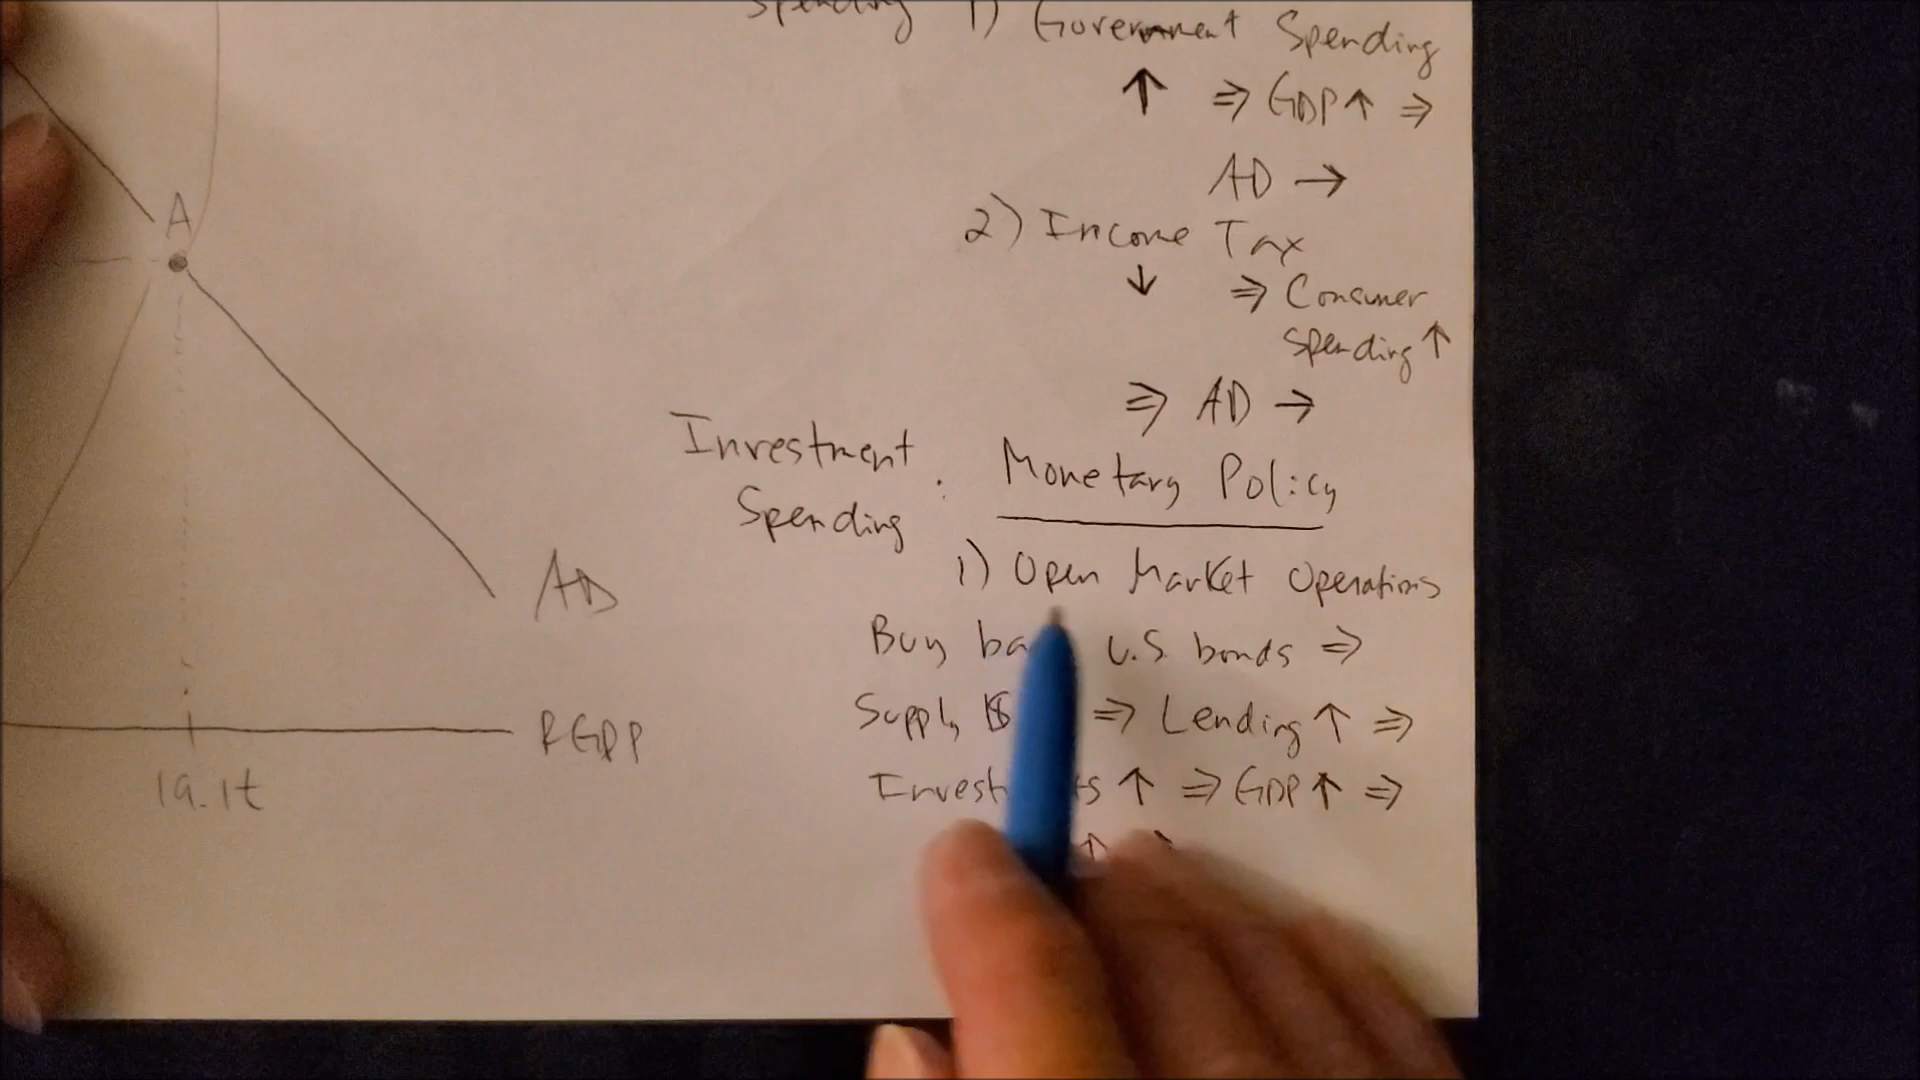 Spending 1) Government Spending
↑ ⇒ GDP↑ ⇒
AD →
2) Income Tax
↓ ⇒ Consumer
spending ↑
⇒ AD →
Investment
Spending : Monetary Policy
1) Open Market Operations
Buy U.S. bonds ⇒
Supply $ ⇒ Lending ↑ ⇒
↑ ⇒ GDP↑ ⇒
↑
A
AD
RGDP
19.1t